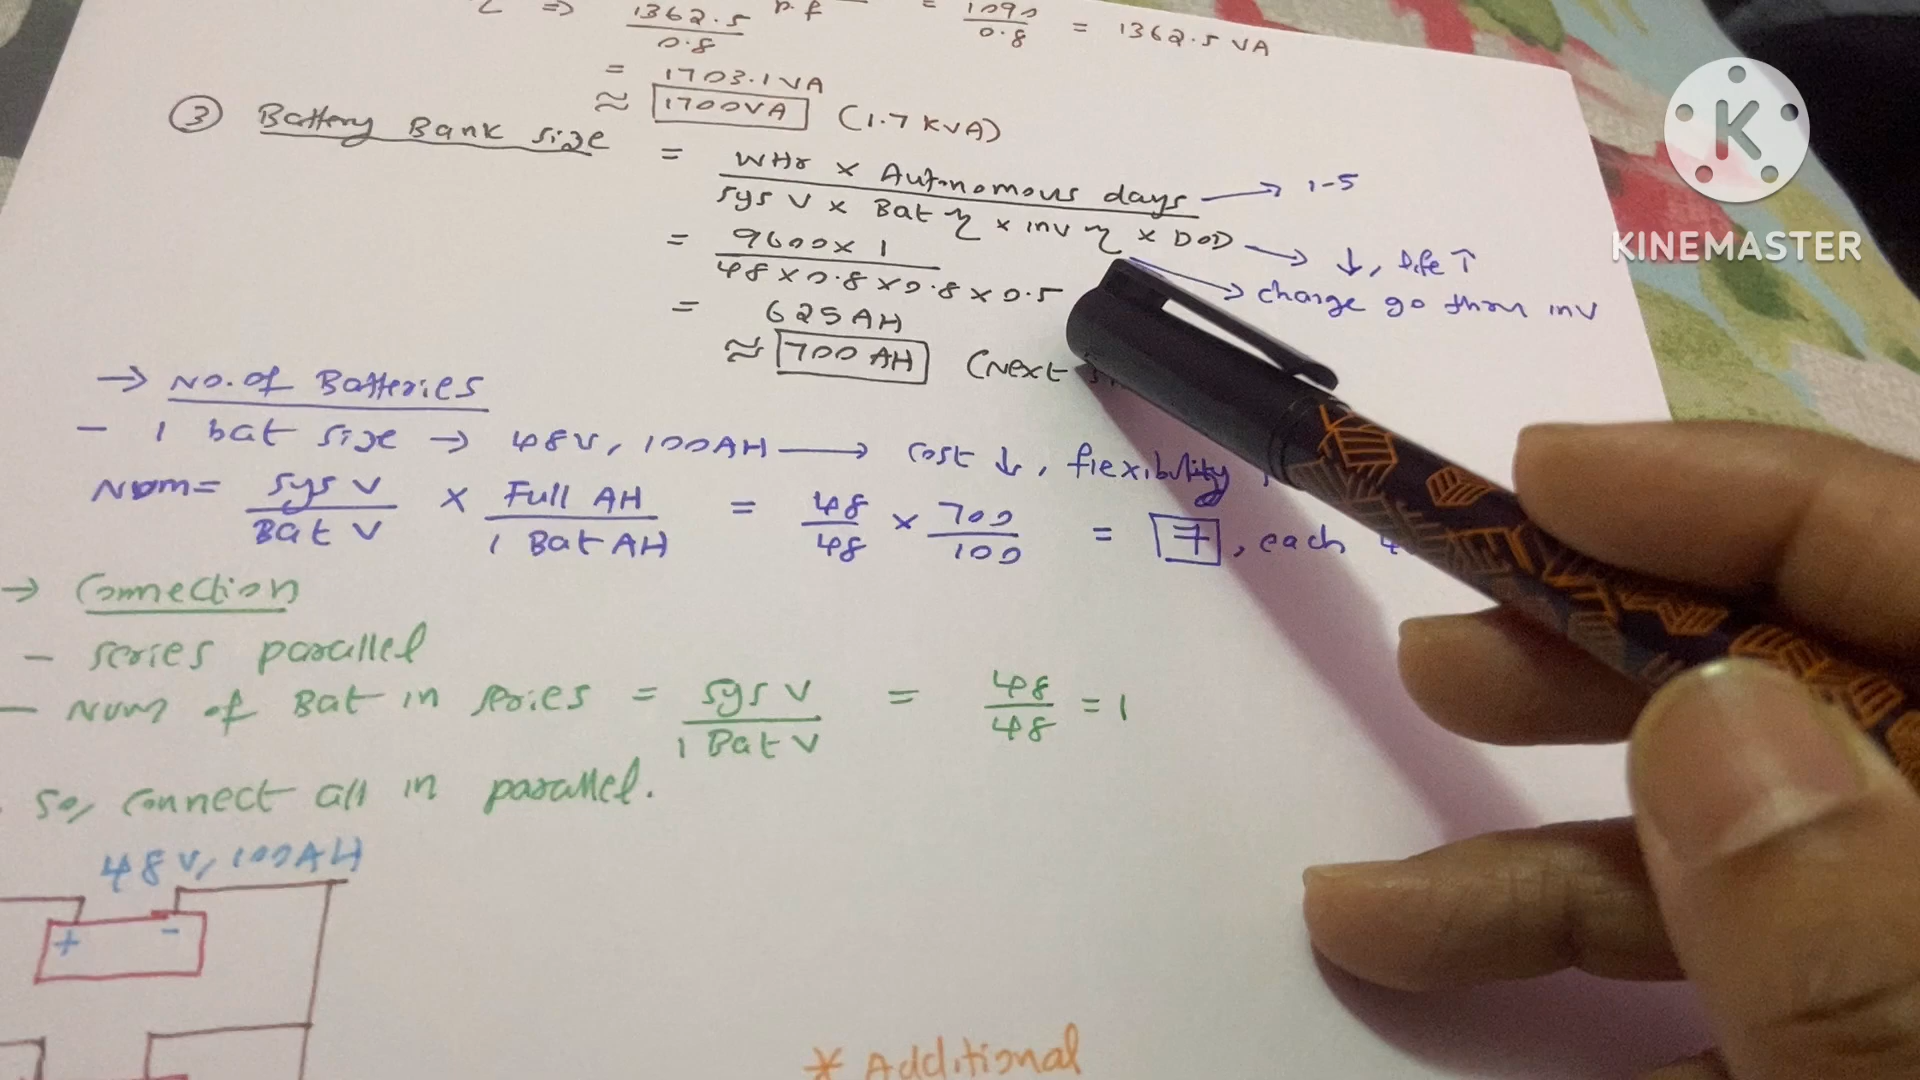 η => 1362.5 / 0.8 p.f = 1090 / 0.8 = 1362.5 VA
= 1703.1VA
≈ 1700VA (1.7 KVA)
③ Battery Bank size = WHr × Autonomous days / sys V × Bat η × inv η × DOD
→ 1-5
→ ↓, life ↑
→ charge go thro inv
= 9600 × 1 / 48 × 0.8 × 0.8 × 0.5
= 625 AH
≈ 700 AH (Next
→ No. of Batteries
- 1 bat size → 48V, 100AH → cost ↓, flexibility
Num = sys V / Bat V × Full AH / 1 Bat AH = 48 / 48 × 700 / 100 = 7, each 4
→ Connection
- series parallel
- Num of Bat in series = sys V / 1 Bat V = 48 / 48 = 1
So, connect all in parallel.
48V, 100AH
+ -
* Additional
K
KINEMASTER